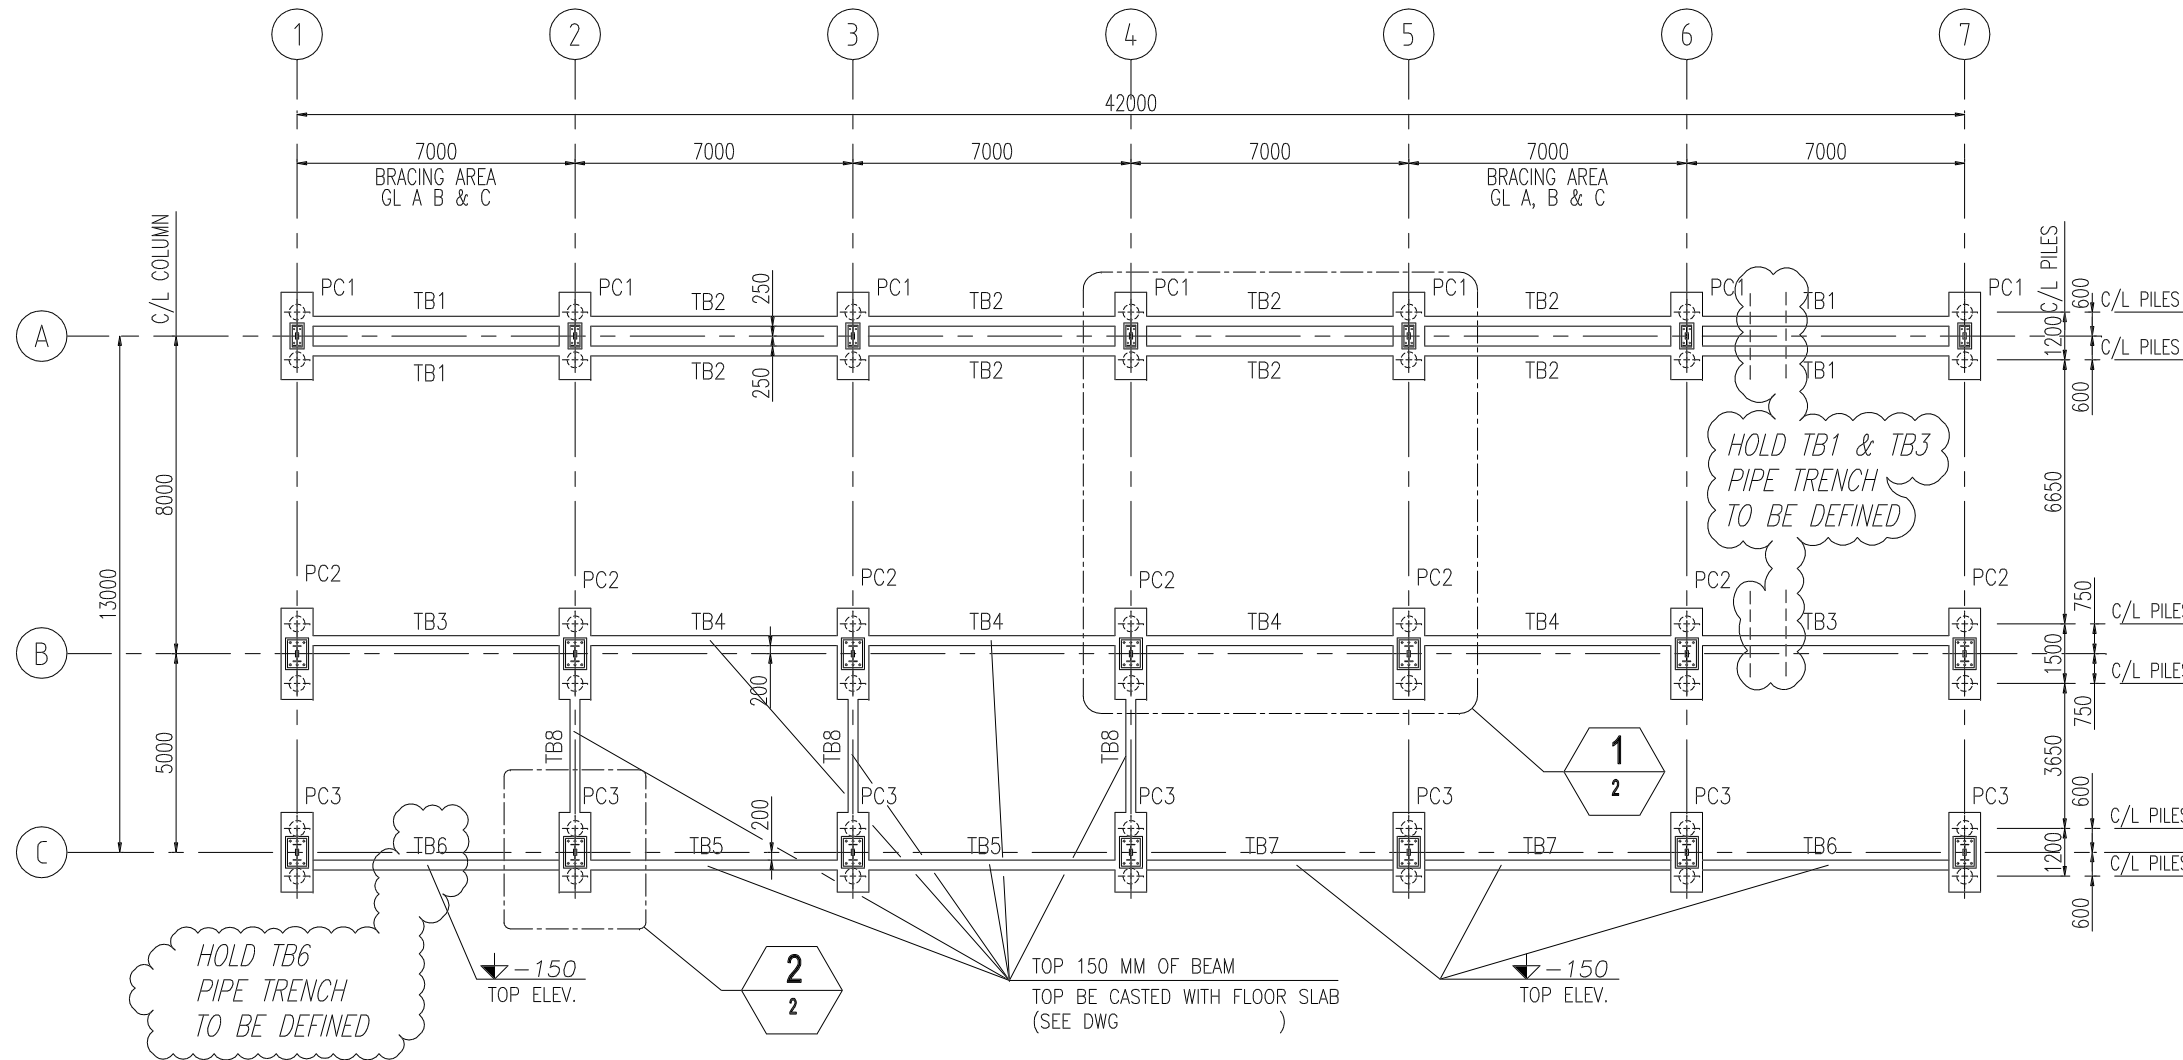 1 2 3 4 5 6 7
42000
7000 7000 7000 7000 7000 7000
BRACING AREA
GL A B & C
BRACING AREA
GL A, B & C
C/L COLUMN
C/L PILES
PC1 PC1 PC1 PC1 PC1 PC1 PC1
TB1 TB2 TB2 TB2 TB2 TB1
250
600
C/L PILES
A
1200
C/L PILES
TB1 TB2 TB2 TB2 TB2 TB1
250
600
HOLD TB1 & TB3
PIPE TRENCH
TO BE DEFINED
8000
6650
13000
PC2 PC2 PC2 PC2 PC2 PC2 PC2
750
C/L PILES
TB3 TB4 TB4 TB4 TB4 TB3
B
1500
C/L PILES
200
750
5000
TB8 TB8 TB8
3650
1
2
PC3 PC3 PC3 PC3 PC3 PC3 PC3
200
600
C/L PILES
TB6 TB5 TB5 TB7 TB7 TB6
C
1200
C/L PILES
600
HOLD TB6
PIPE TRENCH
TO BE DEFINED
-150
TOP ELEV.
2
2
TOP 150 MM OF BEAM
TOP BE CASTED WITH FLOOR SLAB
(SEE DWG )
-150
TOP ELEV.